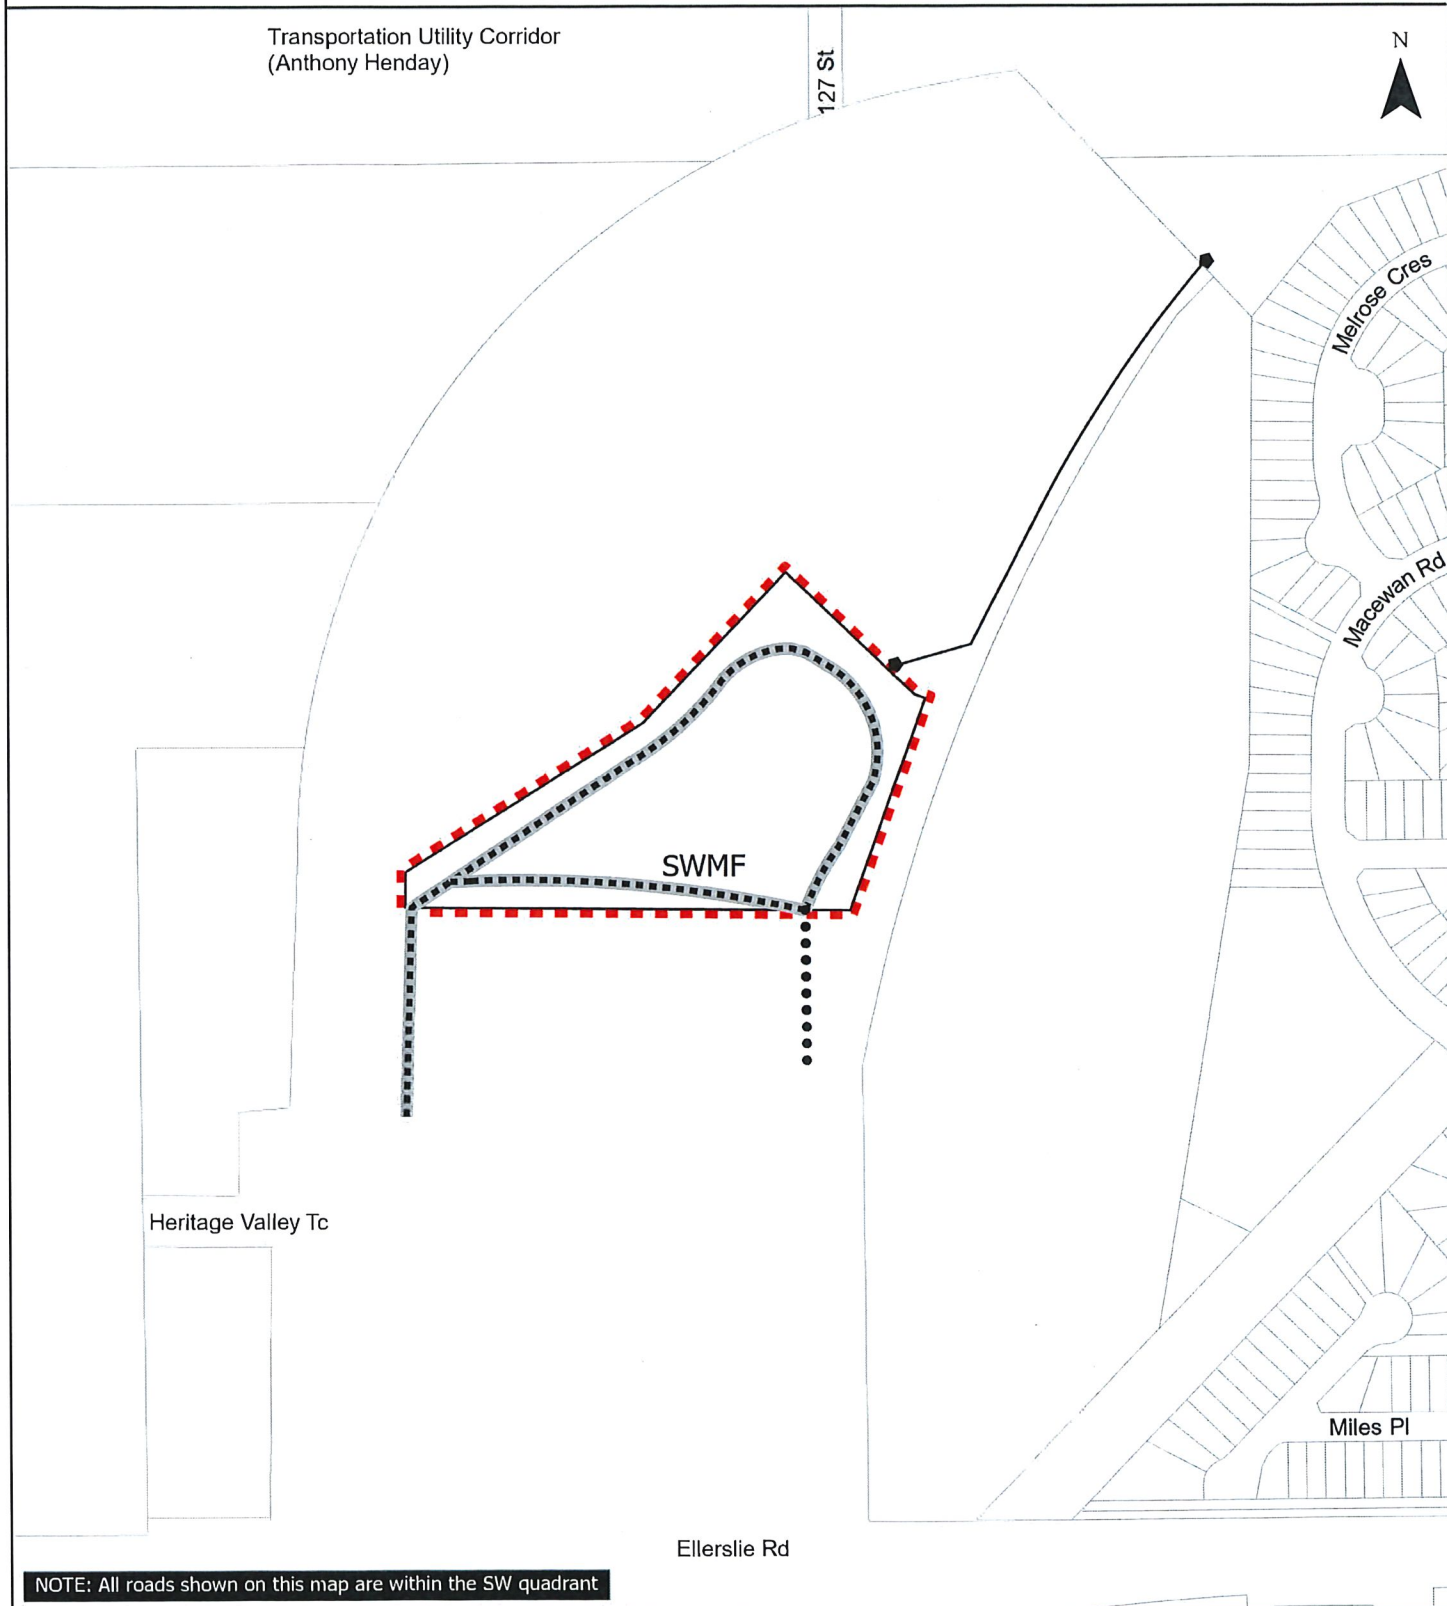 Transportation Utility Corridor
(Anthony Henday)
127 St
N
Melrose Cres
Macewan Rd
SWMF
Heritage Valley Tc
Miles Pl
Ellerslie Rd
NOTE: All roads shown on this map are within the SW quadrant